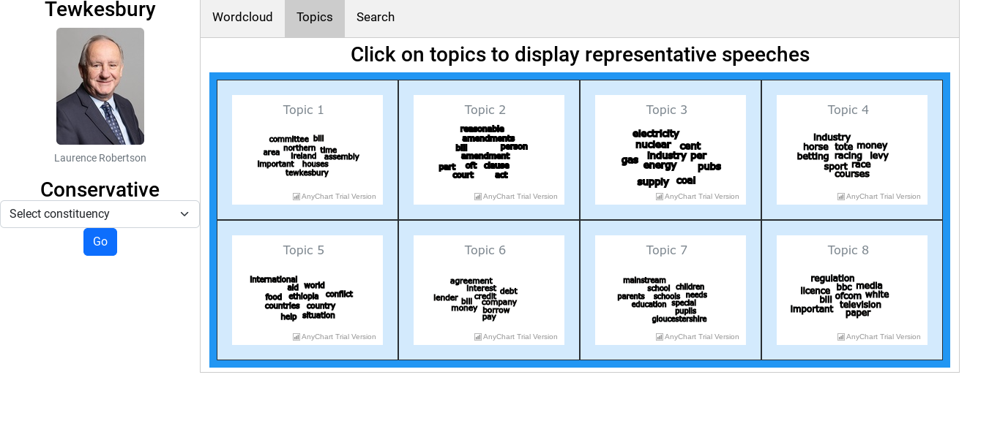 Tewkesbury
Laurence Robertson
Conservative
Select constituency
Go
Wordcloud Topics Search
Click on topics to display representative speeches
Topic 1
committee bill
northern time
area ireland assembly
important houses
tewkesbury
AnyChart Trial Version
Topic 2
reasonable
amendments
bill person
amendment
part oft clause
court act
AnyChart Trial Version
Topic 3
electricity
nuclear cent
industry per
gas energy pubs
supply coal
AnyChart Trial Version
Topic 4
industry
horse tote money
betting racing levy
sport race
courses
AnyChart Trial Version
Topic 5
international
aid world
food ethiopia conflict
countries country
help situation
AnyChart Trial Version
Topic 6
agreement
interest debt
lender credit
bill company
money borrow
pay
AnyChart Trial Version
Topic 7
mainstream
school children
parents schools needs
education special
pupils
gloucestershire
AnyChart Trial Version
Topic 8
regulation
licence bbc media
bill ofcom white
important television
paper
AnyChart Trial Version